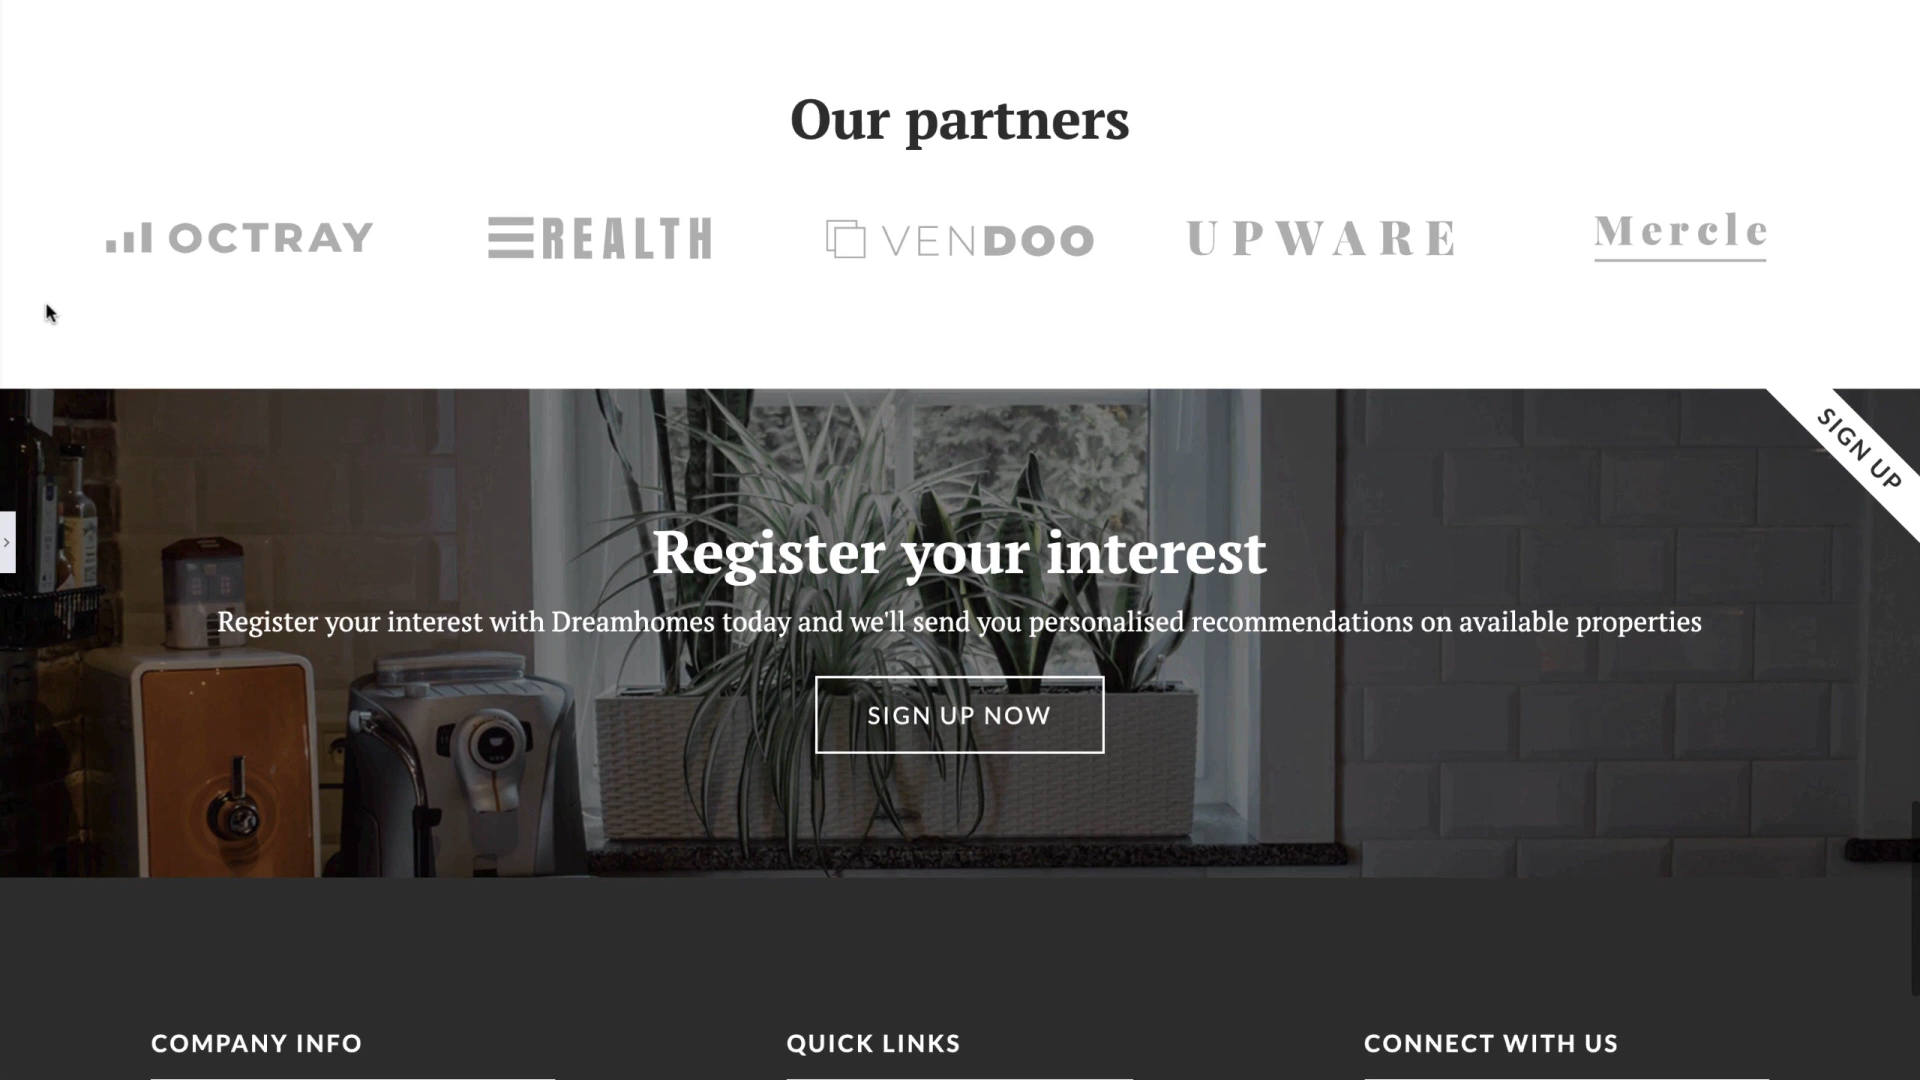 Our partners
OCTRAY
REALTH
VENDOO
UPWARE
Mercle
SIGN UP
Register your interest
Register your interest with Dreamhomes today and we'll send you personalised recommendations on available properties
SIGN UP NOW
COMPANY INFO
QUICK LINKS
CONNECT WITH US